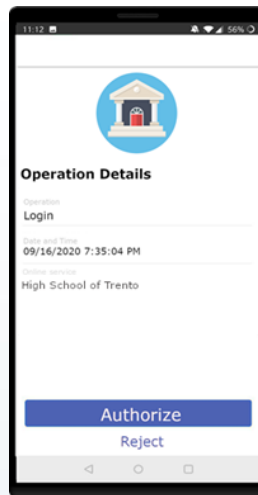 11:12 56%
Operation Details
Operation
Login
Date and Time
09/16/2020 7:35:04 PM
Online service
High School of Trento
Authorize
Reject